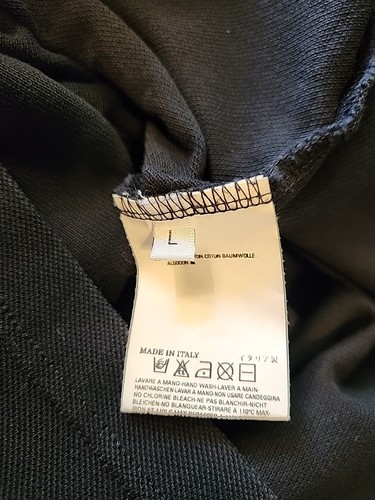 L
COTON BAUMWOLLE
ALGODON
MADE IN ITALY イタリア製
LAVARE A MANO-HAND WASH-LAVER A MAIN-
HANDWASCHEN-LAVAR A MANO-NON USARE CANDEGGINA
NO CHLORINE BLEACH-NE PAS BLANCHIR-NICHT
BLEICHEN-NO BLANQUEAR-STIRARE A 110°C MAX-